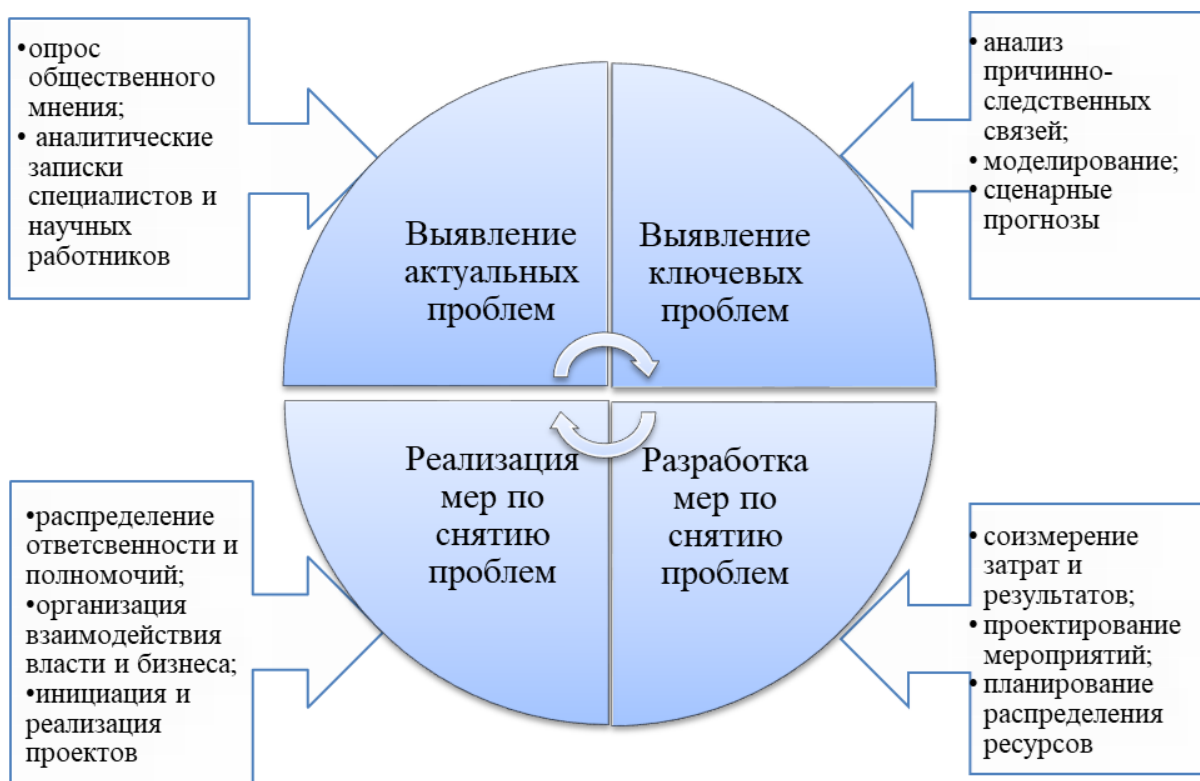 •опрос
общественного
мнения;
• аналитические
записки
специалистов и
научных
работников
• анализ
причинно-
следственных
связей;
• моделирование;
• сценарные
прогнозы
Выявление
актуальных
проблем
Выявление
ключевых
проблем
Реализация
мер по
снятию
проблем
Разработка
мер по
снятию
проблем
•распределение
ответсвенности и
полномочий;
•организация
взаимодействия
власти и бизнеса;
•инициация и
реализация
проектов
• соизмерение
затрат и
результатов;
• проектирование
мероприятий;
• планирование
распределения
ресурсов